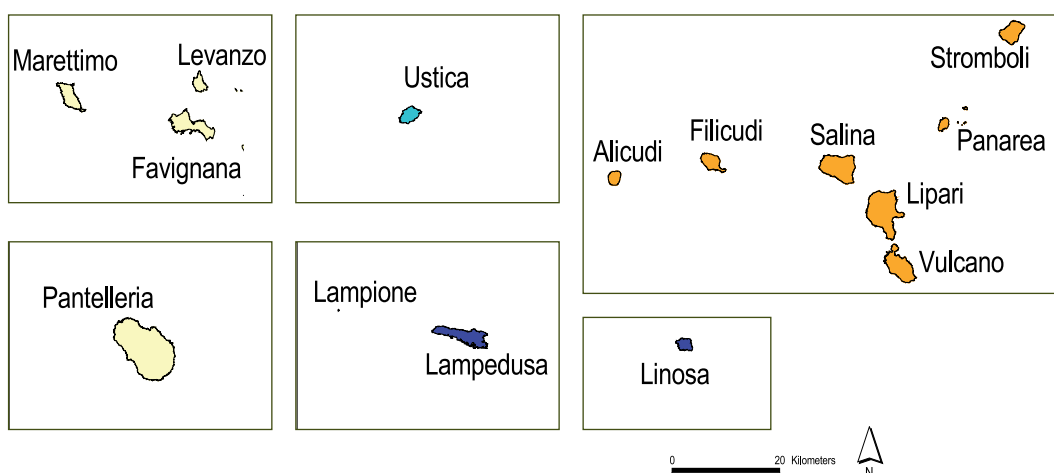 Marettimo
Levanzo
Favignana
Ustica
Stromboli
Panarea
Alicudi
Filicudi
Salina
Lipari
Vulcano
Pantelleria
Lampione
Lampedusa
Linosa
0 20 Kilometers
N